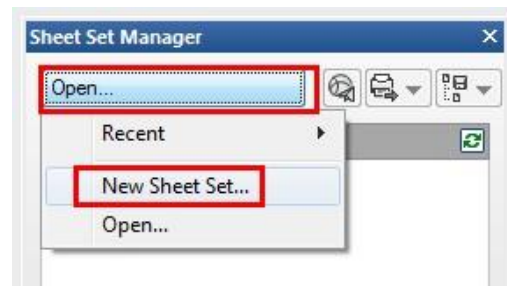 Sheet Set Manager
Open...
Recent
New Sheet Set...
Open...